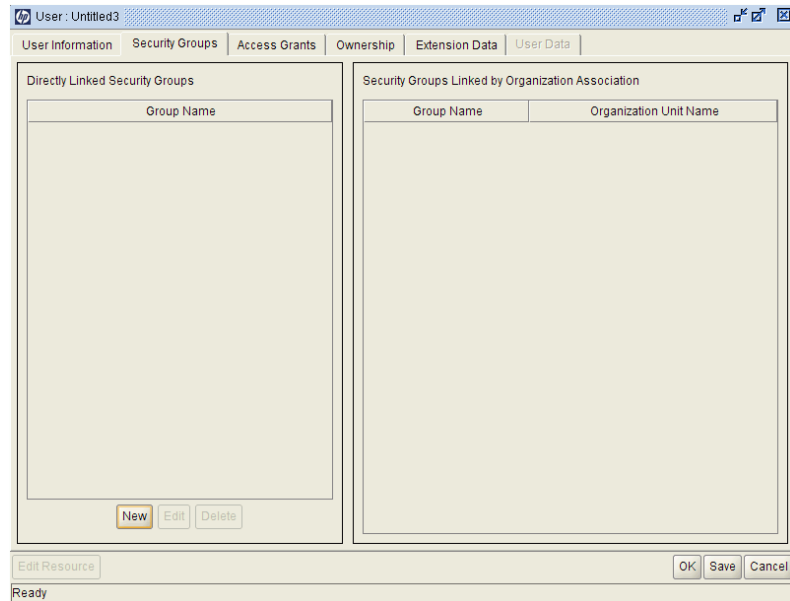 hp User : Untitled3
User Information Security Groups Access Grants Ownership Extension Data User Data
Directly Linked Security Groups
Group Name
New Edit Delete
Security Groups Linked by Organization Association
Group Name Organization Unit Name
Edit Resource OK Save Cancel
Ready